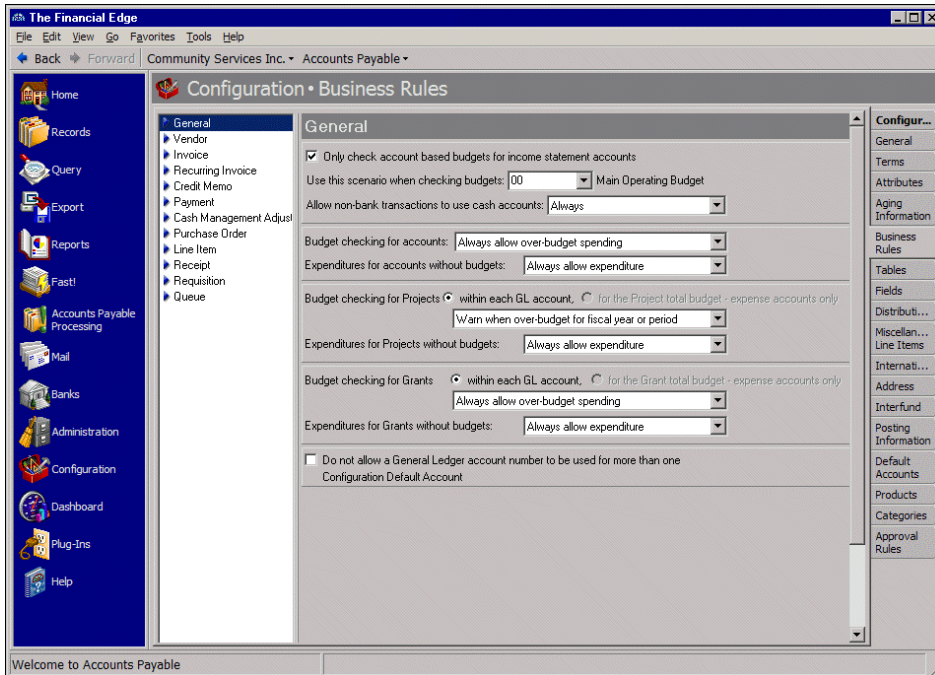 The Financial Edge
File Edit View Go Favorites Tools Help
Back Forward Community Services Inc. Accounts Payable
Configuration • Business Rules
Home
Records
Query
Export
Reports
Fast!
Accounts Payable
Processing
Mail
Banks
Administration
Configuration
Dashboard
Plug-Ins
Help
General
Vendor
Invoice
Recurring Invoice
Credit Memo
Payment
Cash Management Adjust
Purchase Order
Line Item
Receipt
Requisition
Queue
General
Only check account based budgets for income statement accounts
Use this scenario when checking budgets: 00 Main Operating Budget
Allow non-bank transactions to use cash accounts: Always
Budget checking for accounts: Always allow over-budget spending
Expenditures for accounts without budgets: Always allow expenditure
Budget checking for Projects within each GL account, for the Project total budget - expense accounts only
Warn when over-budget for fiscal year or period
Expenditures for Projects without budgets: Always allow expenditure
Budget checking for Grants within each GL account, for the Grant total budget - expense accounts only
Always allow over-budget spending
Expenditures for Grants without budgets: Always allow expenditure
Do not allow a General Ledger account number to be used for more than one
Configuration Default Account
Configur...
General
Terms
Attributes
Aging
Information
Business
Rules
Tables
Fields
Distributi...
Miscellan...
Line Items
Internati...
Address
Interfund
Posting
Information
Default
Accounts
Products
Categories
Approval
Rules
Welcome to Accounts Payable